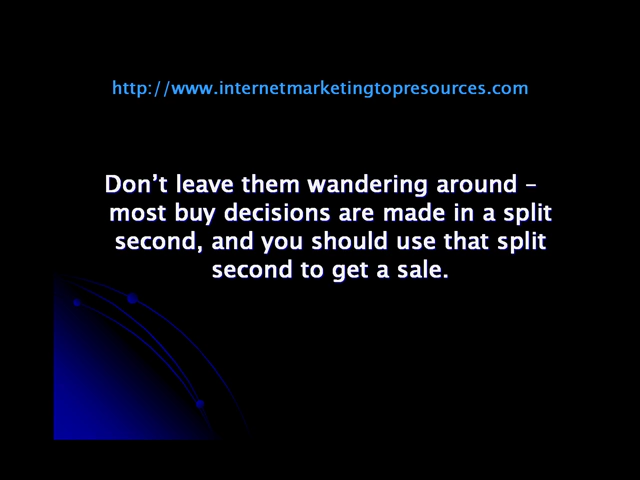 http://www.internetmarketingtopresources.com
Don’t leave them wandering around –
most buy decisions are made in a split
second, and you should use that split
second to get a sale.